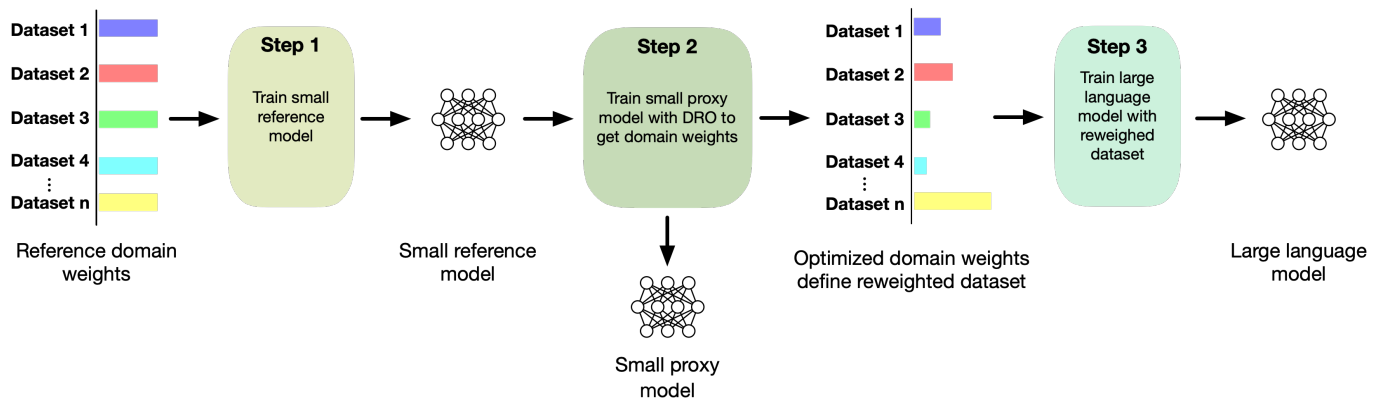 Dataset 1
Dataset 2
Dataset 3
Dataset 4
Dataset n
Reference domain
weights
Step 1
Train small
reference
model
Small reference
model
Step 2
Train small proxy
model with DRO to
get domain weights
Small proxy
model
Dataset 1
Dataset 2
Dataset 3
Dataset 4
Dataset n
Optimized domain weights
define reweighted dataset
Step 3
Train large
language
model with
reweighed
dataset
Large language
model